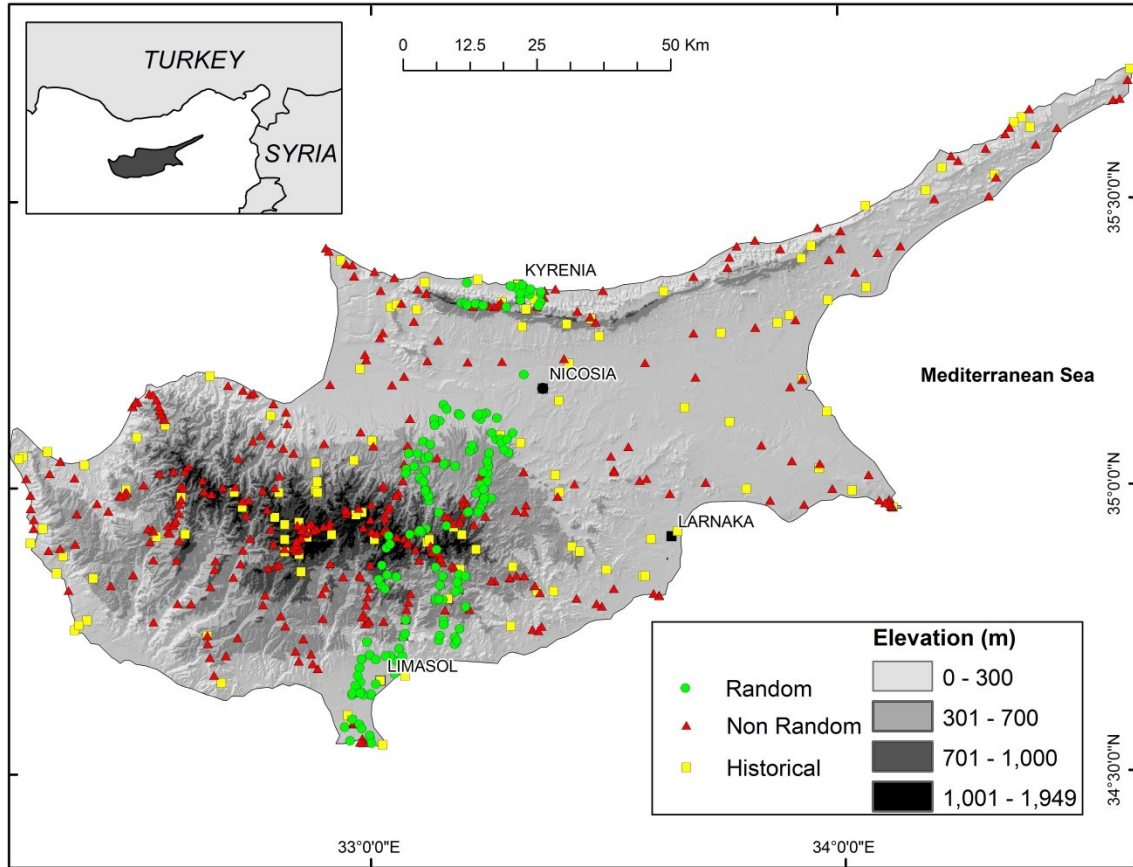 TURKEY
SYRIA
0 12.5 25 50 Km
35°30'0"N
KYRENIA
NICOSIA
Mediterranean Sea
35°0'0"N
LARNAKA
LIMASOL
Elevation (m)
0 - 300
Random
301 - 700
Non Random
701 - 1,000
Historical
1,001 - 1,949
34°30'0"N
33°0'0"E
34°0'0"E